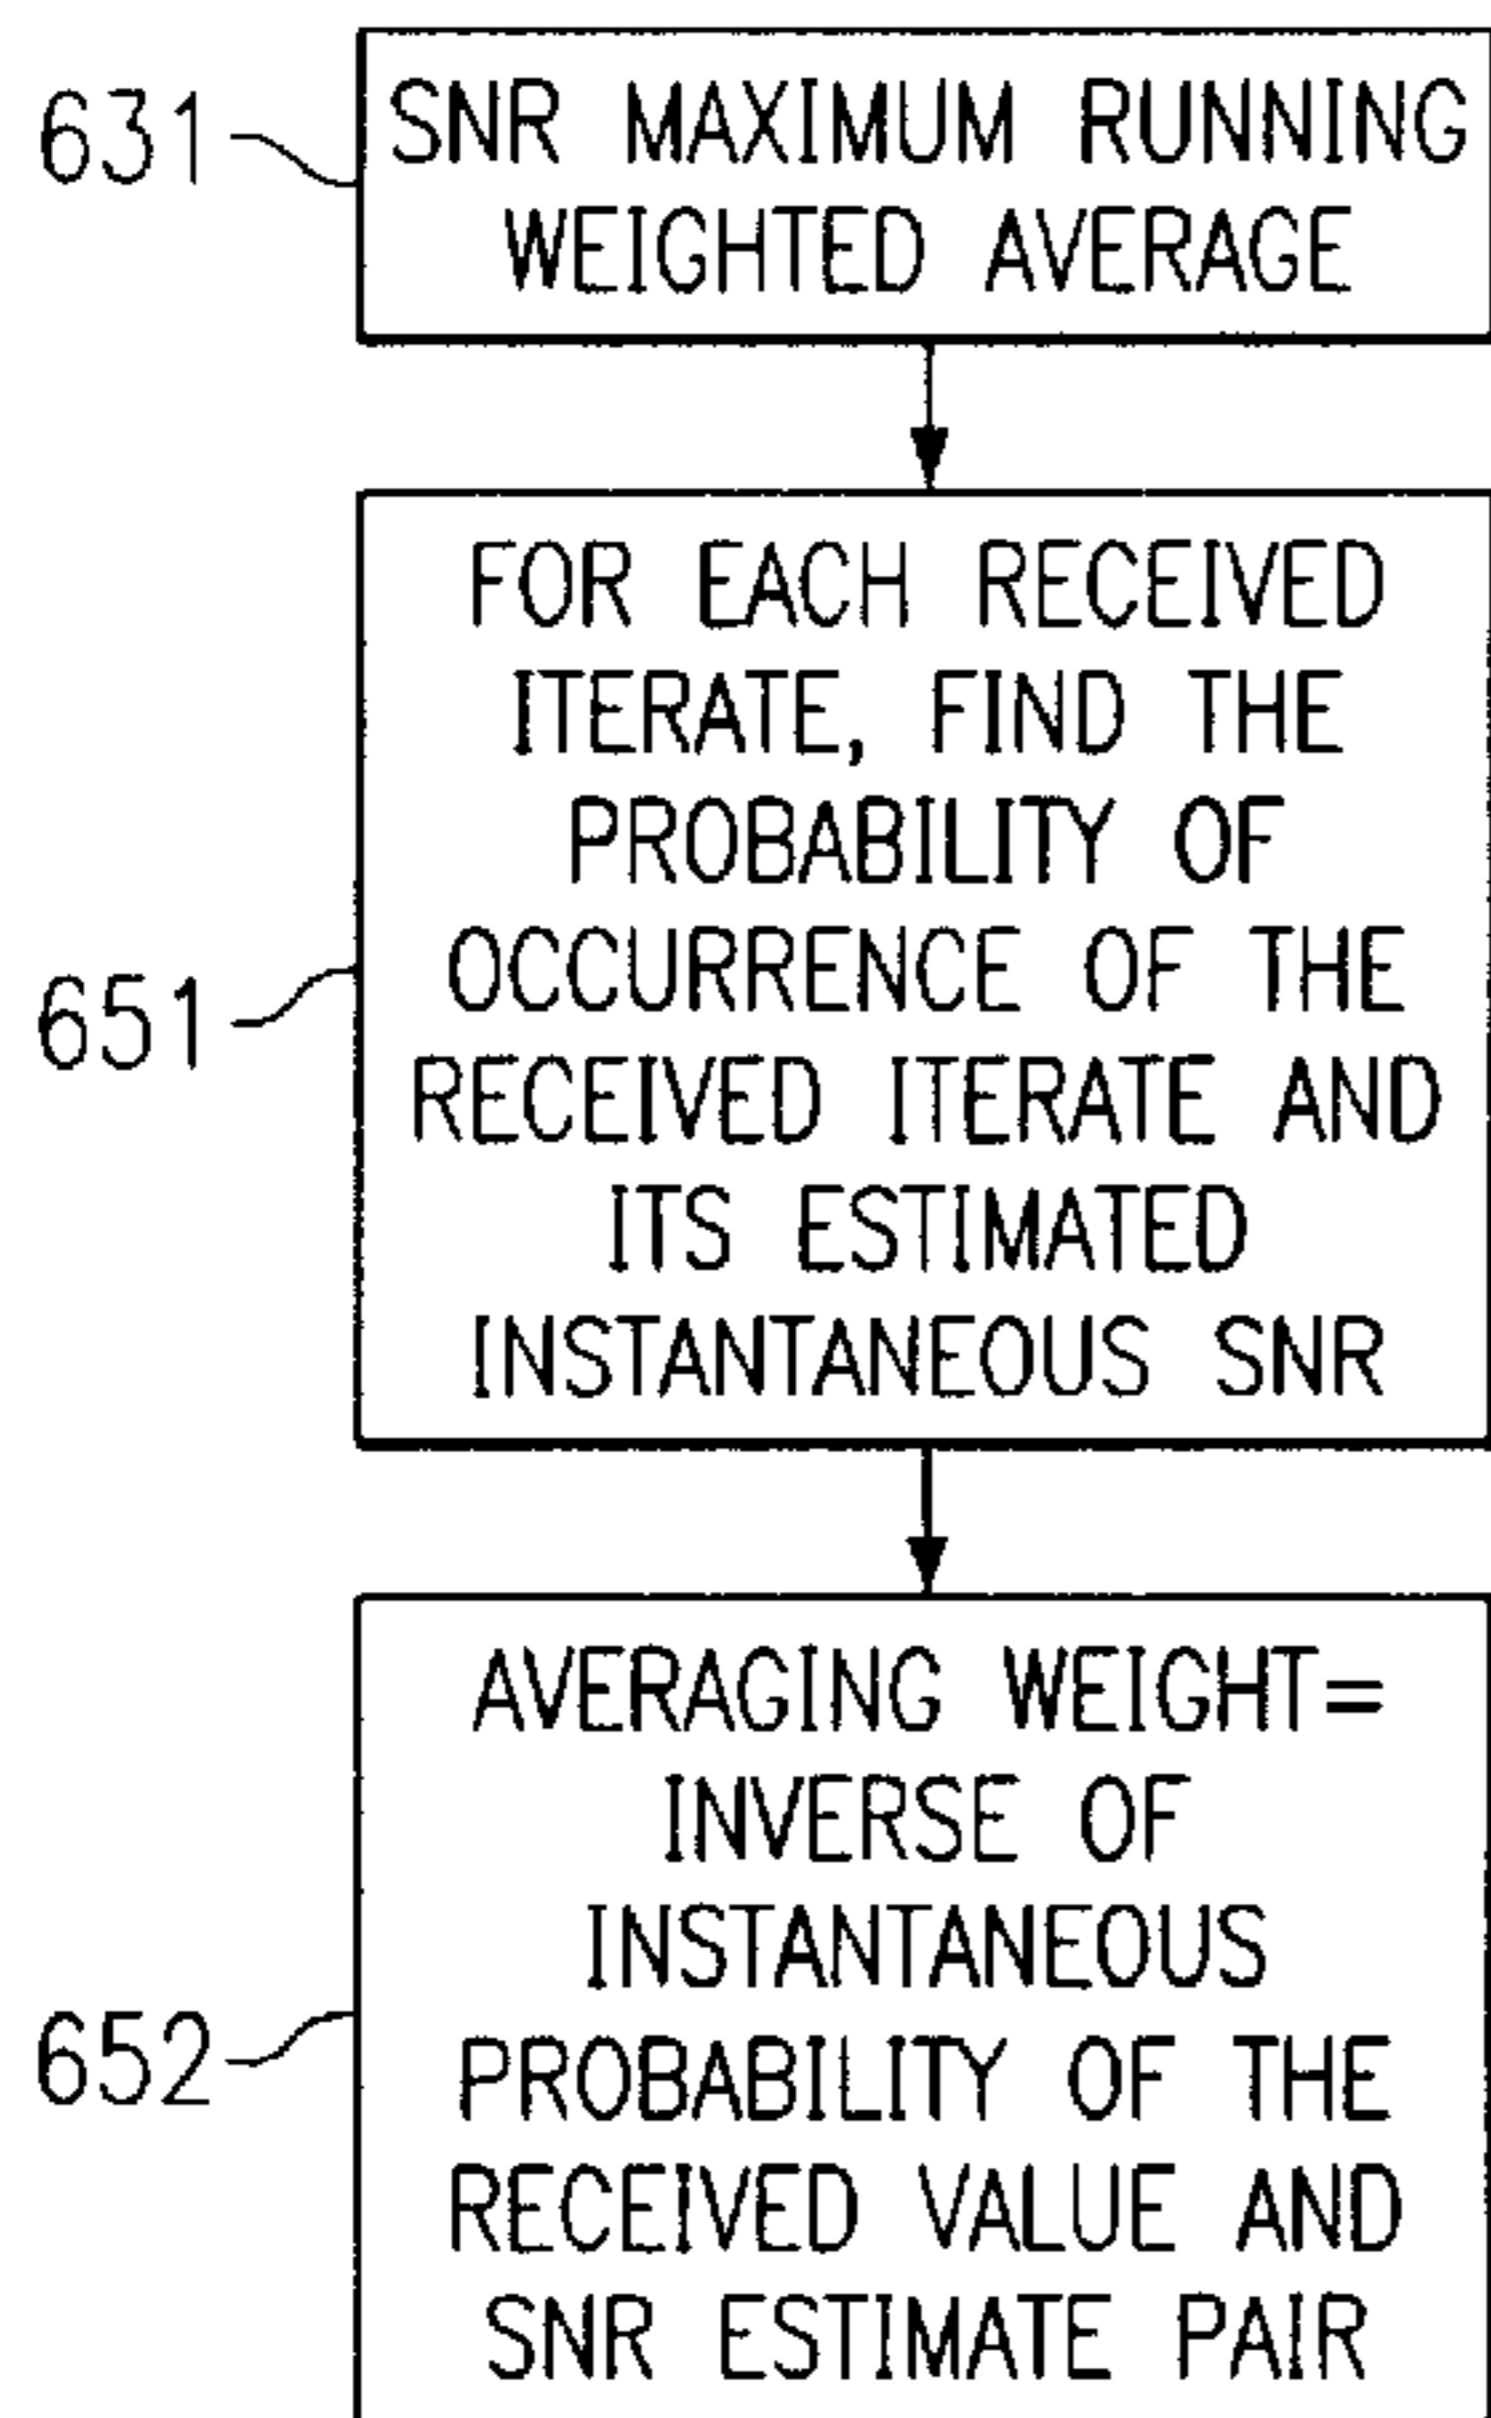 631
SNR MAXIMUM RUNNING
WEIGHTED AVERAGE
FOR EACH RECEIVED
ITERATE, FIND THE
PROBABILITY OF
OCCURRENCE OF THE
651
RECEIVED ITERATE AND
ITS ESTIMATED
INSTANTANEOUS SNR
AVERAGING WEIGHT=
INVERSE OF
INSTANTANEOUS
652
PROBABILITY OF THE
RECEIVED VALUE AND
SNR ESTIMATE PAIR